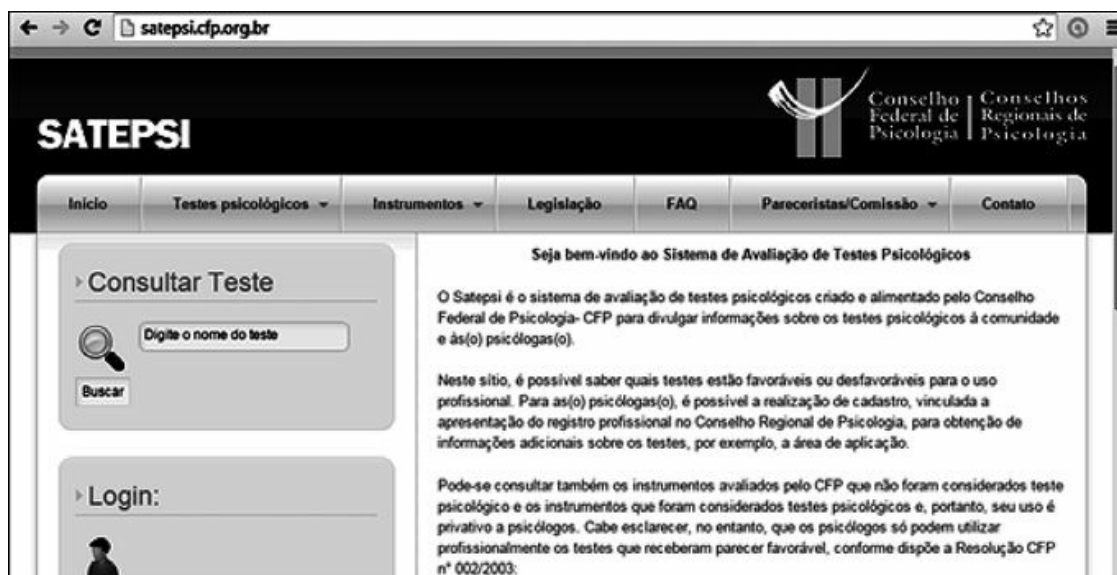 satepsi.cfp.org.br
SATEPSI
Conselho Federal de Psicologia
Conselhos Regionais de Psicologia
Início Testes psicológicos Instrumentos Legislação FAQ Pareceristas/Comissão Contato
Consultar Teste
Digite o nome do teste
Buscar
Login:
Seja bem-vindo ao Sistema de Avaliação de Testes Psicológicos
O Satepsi é o sistema de avaliação de testes psicológicos criado e alimentado pelo Conselho
Federal de Psicologia- CFP para divulgar informações sobre os testes psicológicos à comunidade
e às(o) psicólogas(o).
Neste sítio, é possível saber quais testes estão favoráveis ou desfavoráveis para o uso
profissional. Para as(o) psicólogas(o), é possível a realização de cadastro, vinculada a
apresentação do registro profissional no Conselho Regional de Psicologia, para obtenção de
informações adicionais sobre os testes, por exemplo, a área de aplicação.
Pode-se consultar também os instrumentos avaliados pelo CFP que não foram considerados teste
psicológico e os instrumentos que foram considerados testes psicológicos e, portanto, seu uso é
privativo a psicólogos. Cabe esclarecer, no entanto, que os psicólogos só podem utilizar
profissionalmente os testes que receberam parecer favorável, conforme dispõe a Resolução CFP
n° 002/2003: